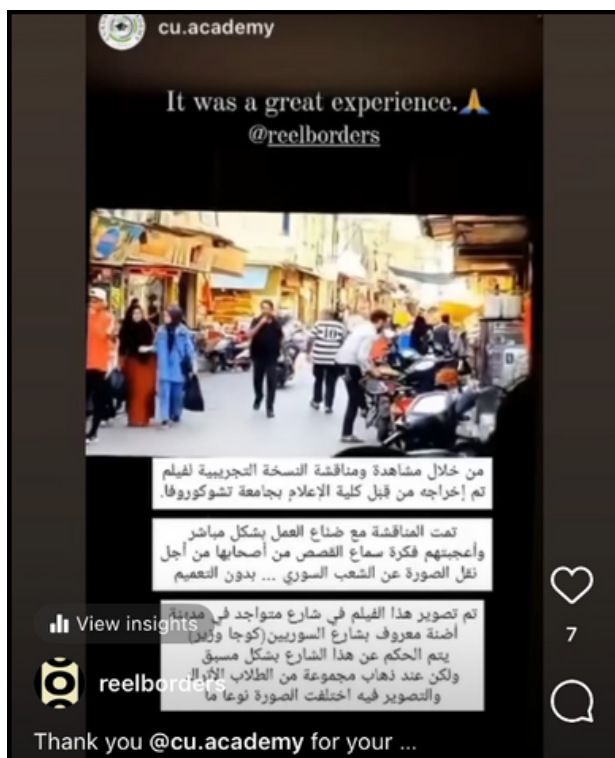 cu.academy
It was a great experience.🙏
@reelborders
من خلال مشاهدة ومناقشة النسخة التجريبية لفيلم
تم إخراجه من قبل كلية الإعلام بجامعة تشوكوروفا.
تمت المناقشة مع صناع العمل بشكل مباشر
وأعجبتهم فكرة سماع القصص من أصحابها من أجل
نقل الصورة عن الشعب السوري ... بدون التعميم
تم تصوير هذا الفيلم في شارع متواجد في مدينة
أضنة معروف بشارع السوريين(كوجا وزير)
يتم الحكم عن هذا الشارع بشكل مسبق
ولكن عند ذهاب مجموعة من الطلاب الأتراك
والتصوير فيه اختلفت الصورة نوعا ما
View insights
7
reelborders
Thank you @cu.academy for your ...